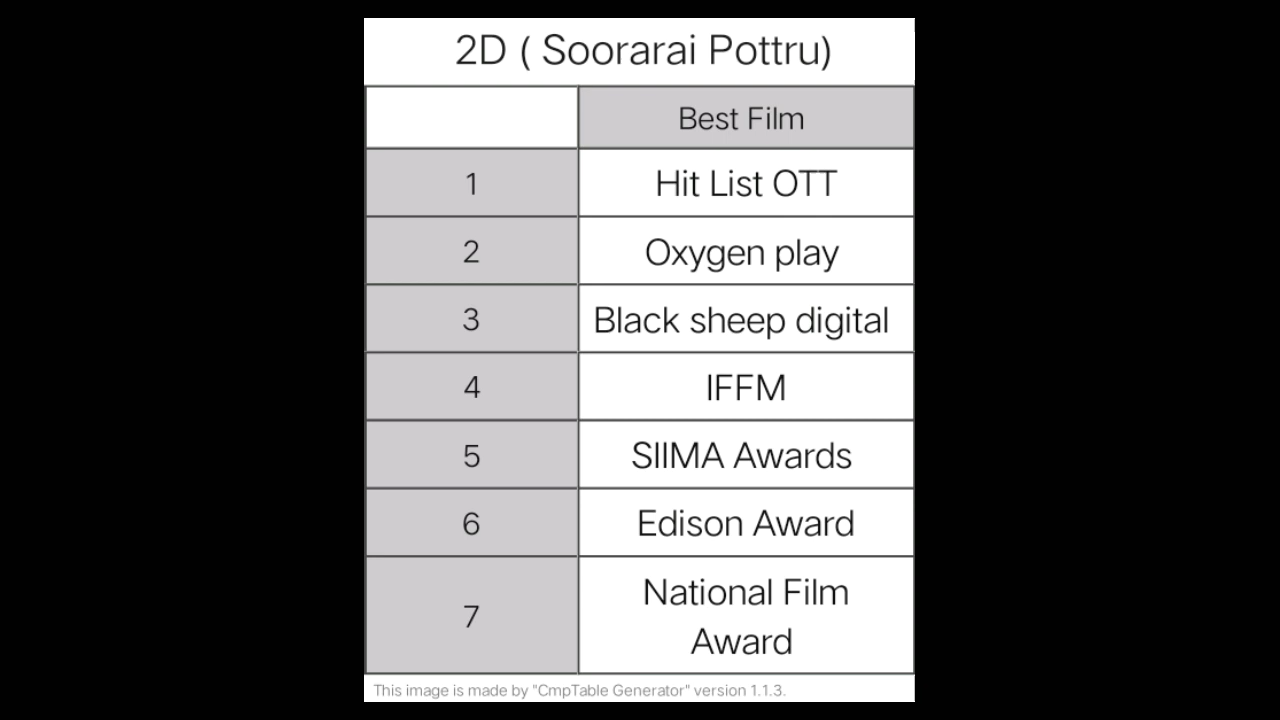 2D ( Soorarai Pottru)
Best Film
1 Hit List OTT
2 Oxygen play
3 Black sheep digital
4 IFFM
5 SIIMA Awards
6 Edison Award
7 National Film
Award
This image is made by "CmpTable Generator" version 1.1.3.